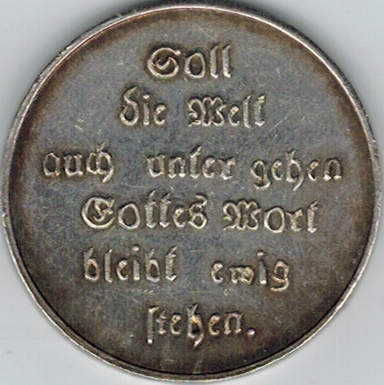 Soll
die Welt
auch unter gehen
Gottes Wort
bleibt ewig
stehen.